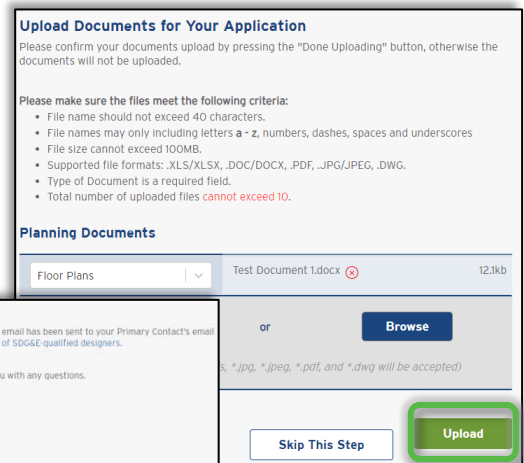 Upload Documents for Your Application
Please confirm your documents upload by pressing the "Done Uploading" button, otherwise the
documents will not be uploaded.
Please make sure the files meet the following criteria:
• File name should not exceed 40 characters.
• File names may only including letters a - z, numbers, dashes, spaces and underscores
• File size cannot exceed 100MB.
• Supported file formats: .XLS/XLSX, .DOC/DOCX, .PDF, .JPG/JPEG, .DWG.
• Type of Document is a required field.
• Total number of uploaded files cannot exceed 10.
Planning Documents
Floor Plans
Test Document 1.docx
12.1kb
email has been sent to your Primary Contact's email
of SDG&E-qualified designers.
u with any questions.
or
Browse
s, *.jpg, *.jpeg, *.pdf, and *.dwg will be accepted)
Skip This Step
Upload